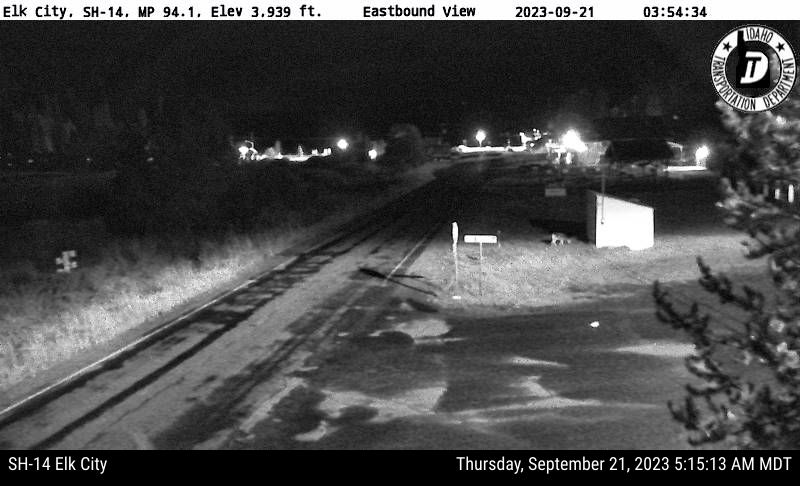 Elk City, SH-14, MP 94.1, Elev 3,939 ft. Eastbound View 2023-09-21 03:54:34
IDAHO
TRANSPORTATION DEPARTMENT
SH-14 Elk City Thursday, September 21, 2023 5:15:13 AM MDT